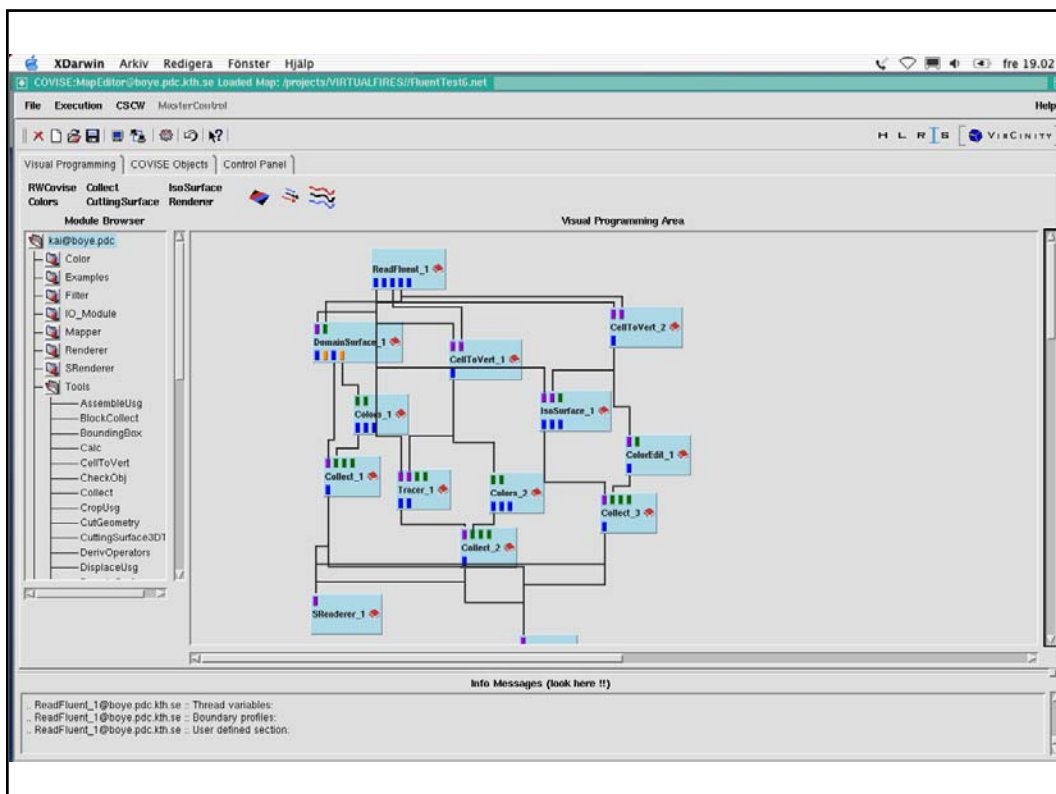 XDarwin Arkiv Redigera Fönster Hjälp fre 19.02
COVISE:MapEditor@boye.pdc.kth.se Loaded Map: /projects/VIRTUALFIRES//FluentTest6.net
File Execution CSCW MasterControl Help
H L R I S VirCinity
Visual Programming COVISE Objects Control Panel
RWCovise Collect IsoSurface
Colors CuttingSurface Renderer
Module Browser Visual Programming Area
kai@boye.pdc
Color
Examples
Filter
IO_Module
Mapper
Renderer
SRenderer
Tools
AssembleUsg
BlockCollect
BoundingBox
Calc
CellToVert
CheckObj
Collect
CropUsg
CutGeometry
CuttingSurface3DT
DerivOperators
DisplaceUsg
ReadFluent_1
CellToVert_2
DomainSurface_1
CellToVert_1
Colors_1
IsoSurface_1
ColorEdit_1
Collect_1
Tracer_1
Colors_2
Collect_3
Collect_2
SRenderer_1
Info Messages (look here !!)
.. ReadFluent_1@boye.pdc.kth.se :: Thread variables:
.. ReadFluent_1@boye.pdc.kth.se :: Boundary profiles:
.. ReadFluent_1@boye.pdc.kth.se :: User defined section: